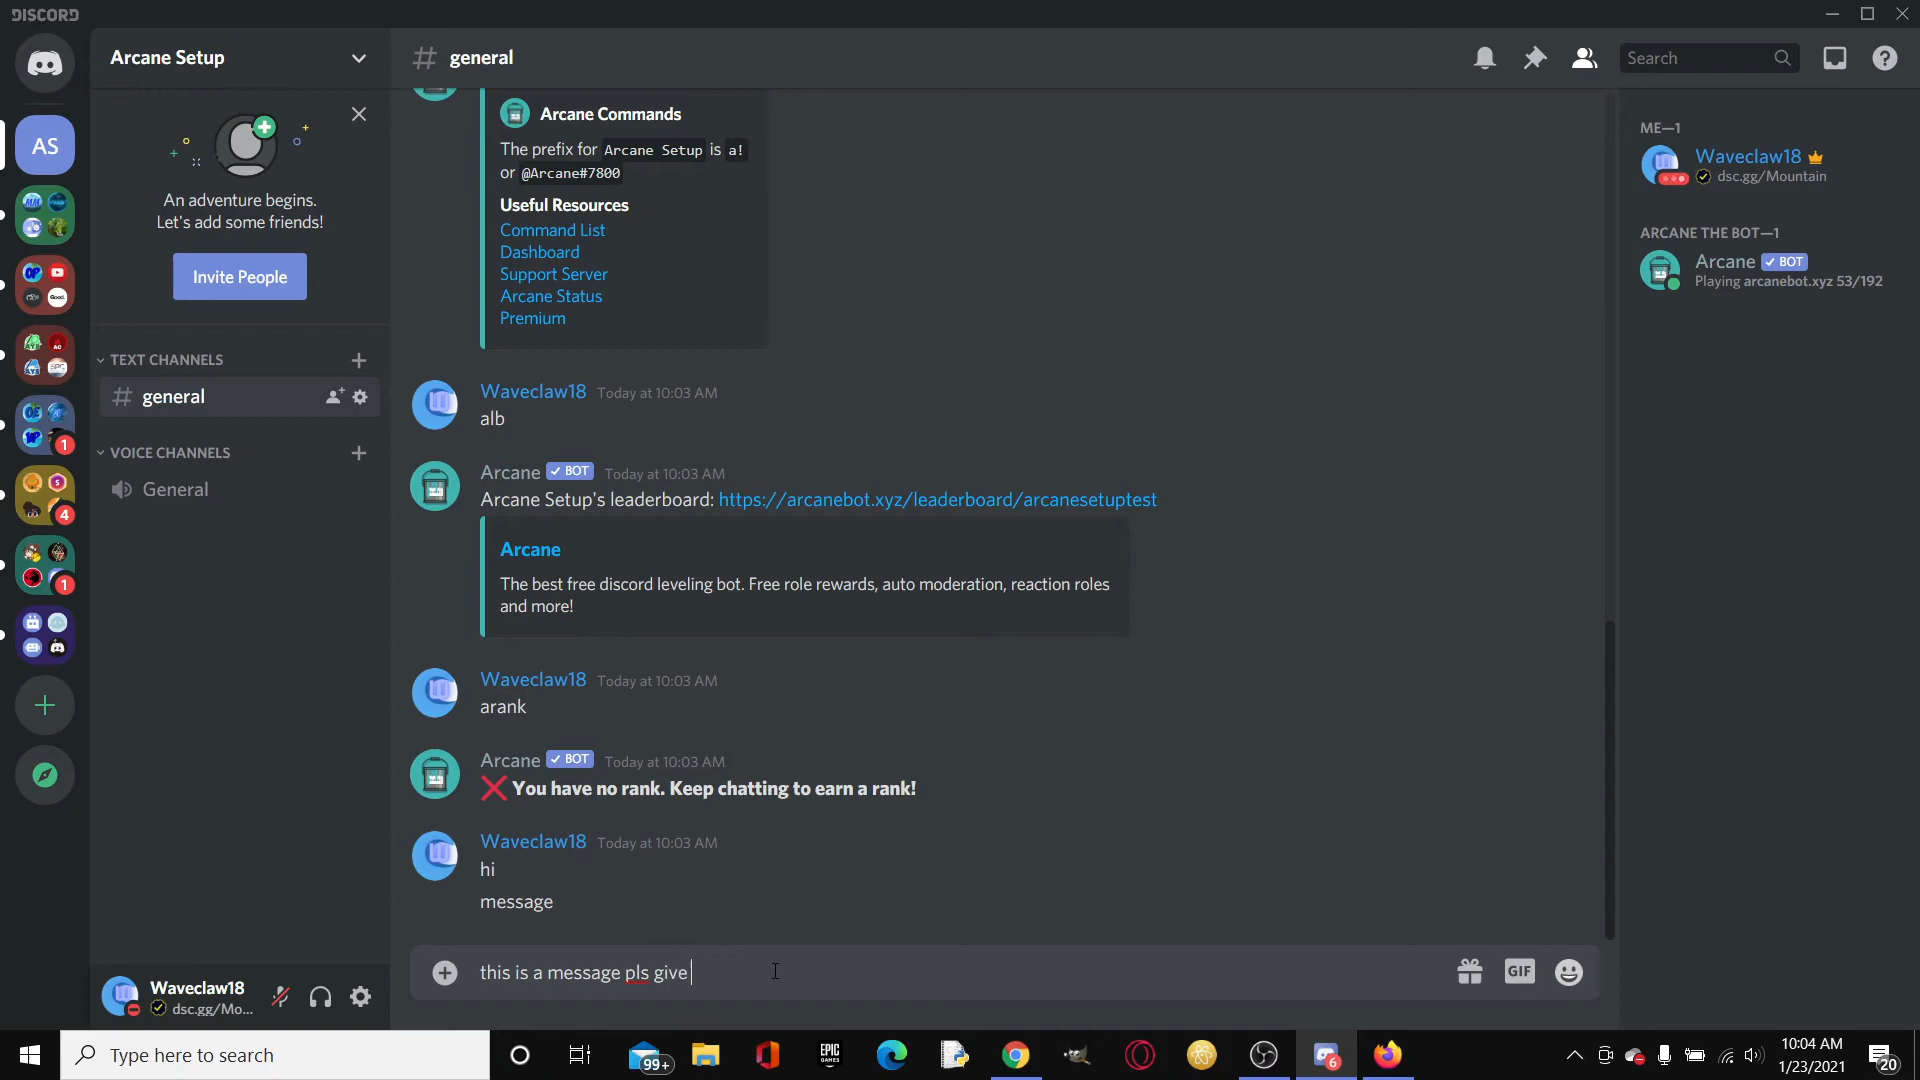 DISCORD
Arcane Setup
general
Search
AS
An adventure begins.
Let's add some friends!
Invite People
TEXT CHANNELS
general
VOICE CHANNELS
General
1
4
1
Arcane Commands
The prefix for Arcane Setup is a!
or @Arcane#7800
Useful Resources
Command List
Dashboard
Support Server
Arcane Status
Premium
Waveclaw18 Today at 10:03 AM
alb
Arcane BOT Today at 10:03 AM
Arcane Setup's leaderboard: https://arcanebot.xyz/leaderboard/arcanesetuptest
Arcane
The best free discord leveling bot. Free role rewards, auto moderation, reaction roles
and more!
Waveclaw18 Today at 10:03 AM
arank
Arcane BOT Today at 10:03 AM
You have no rank. Keep chatting to earn a rank!
Waveclaw18 Today at 10:03 AM
hi
message
this is a message pls give
GIF
ME—1
Waveclaw18
dsc.gg/Mountain
ARCANE THE BOT—1
Arcane BOT
Playing arcanebot.xyz 53/192
Waveclaw18
dsc.gg/Mo...
Type here to search
99+
EPIC
GAMES
6
10:04 AM
1/23/2021
20